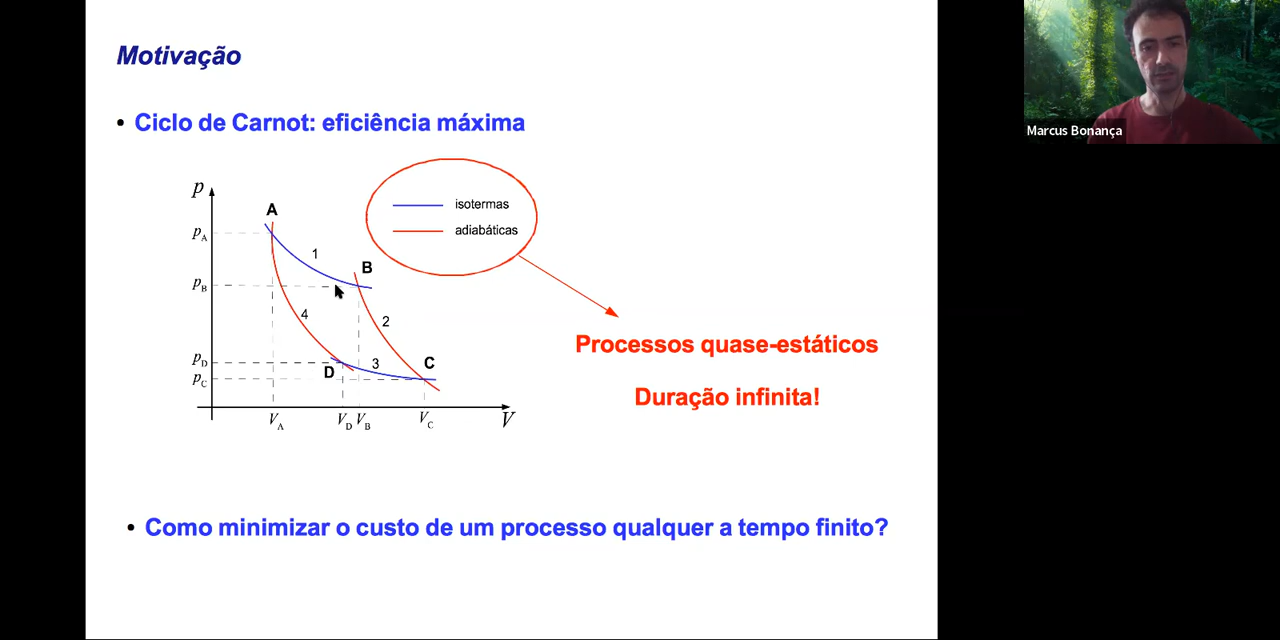 Motivação
• Ciclo de Carnot: eficiência máxima
p
isotermas
adiabáticas
A
p_A
1
B
p_B
4
2
Processos quase-estáticos
p_D
D
3
C
p_C
Duração infinita!
V_A
V_D
V_B
V_C
V
• Como minimizar o custo de um processo qualquer a tempo finito?
Marcus Bonança